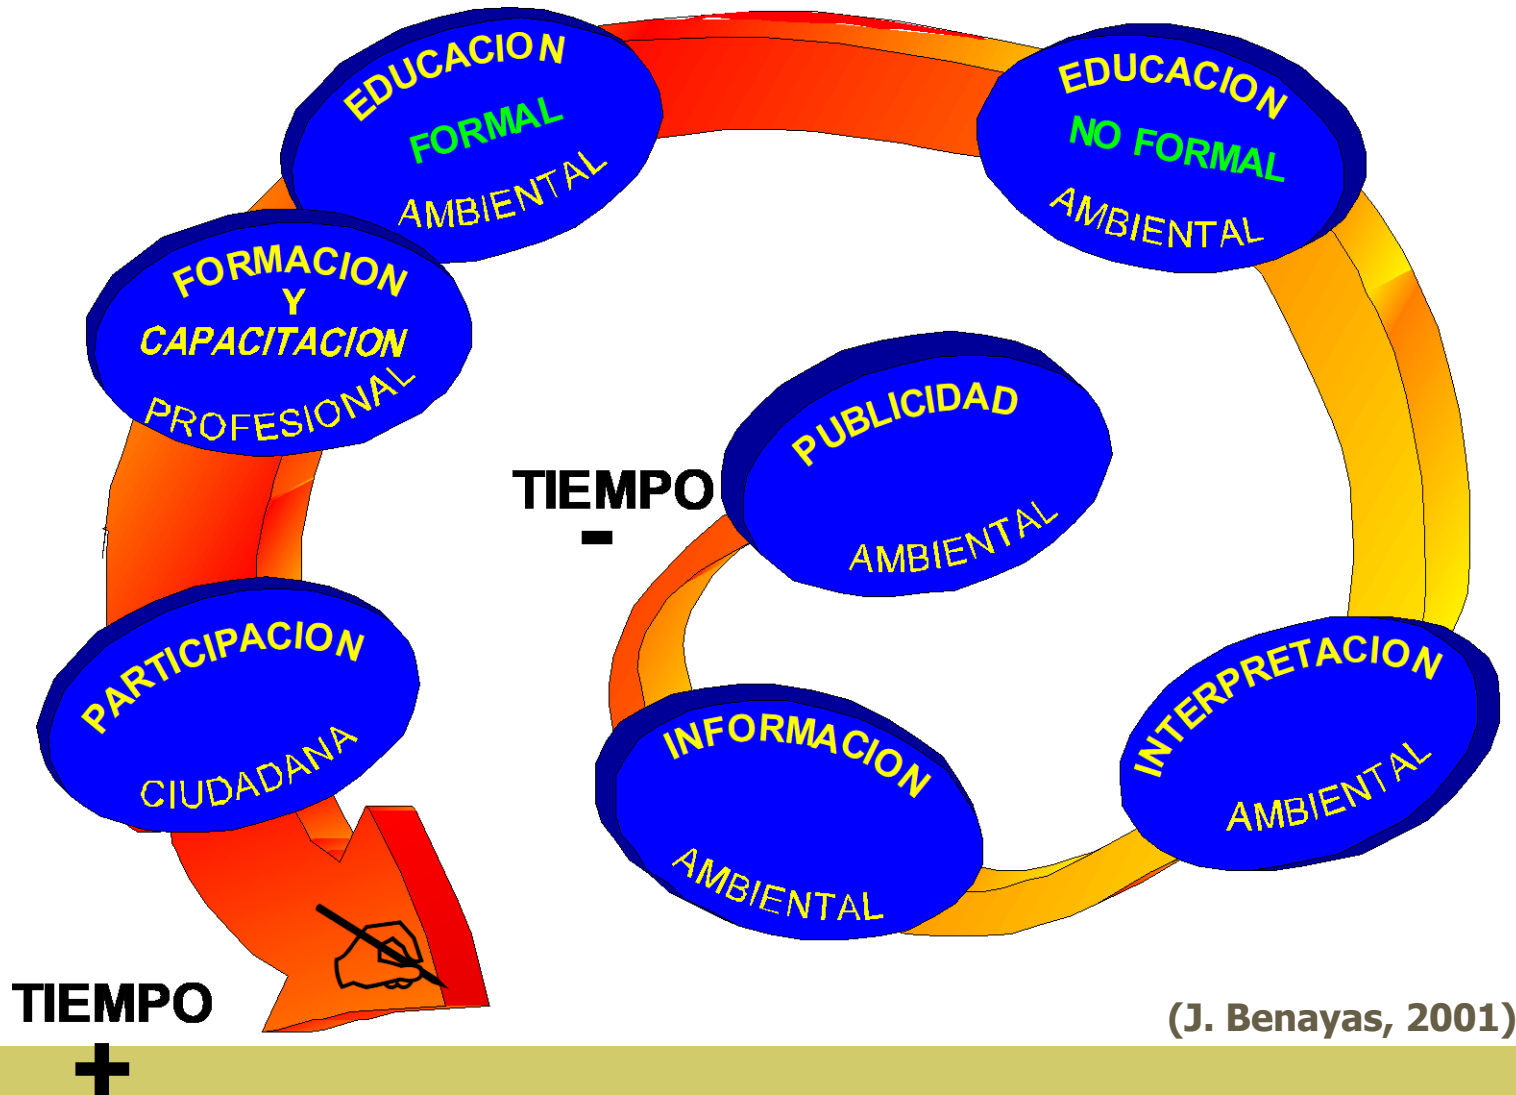 EDUCACION
FORMAL
AMBIENTAL
EDUCACION
NO FORMAL
AMBIENTAL
FORMACION
Y
CAPACITACION
PROFESIONAL
PUBLICIDAD
AMBIENTAL
TIEMPO
-
PARTICIPACION
CIUDADANA
INFORMACION
AMBIENTAL
INTERPRETACION
AMBIENTAL
TIEMPO
+
(J. Benayas, 2001)